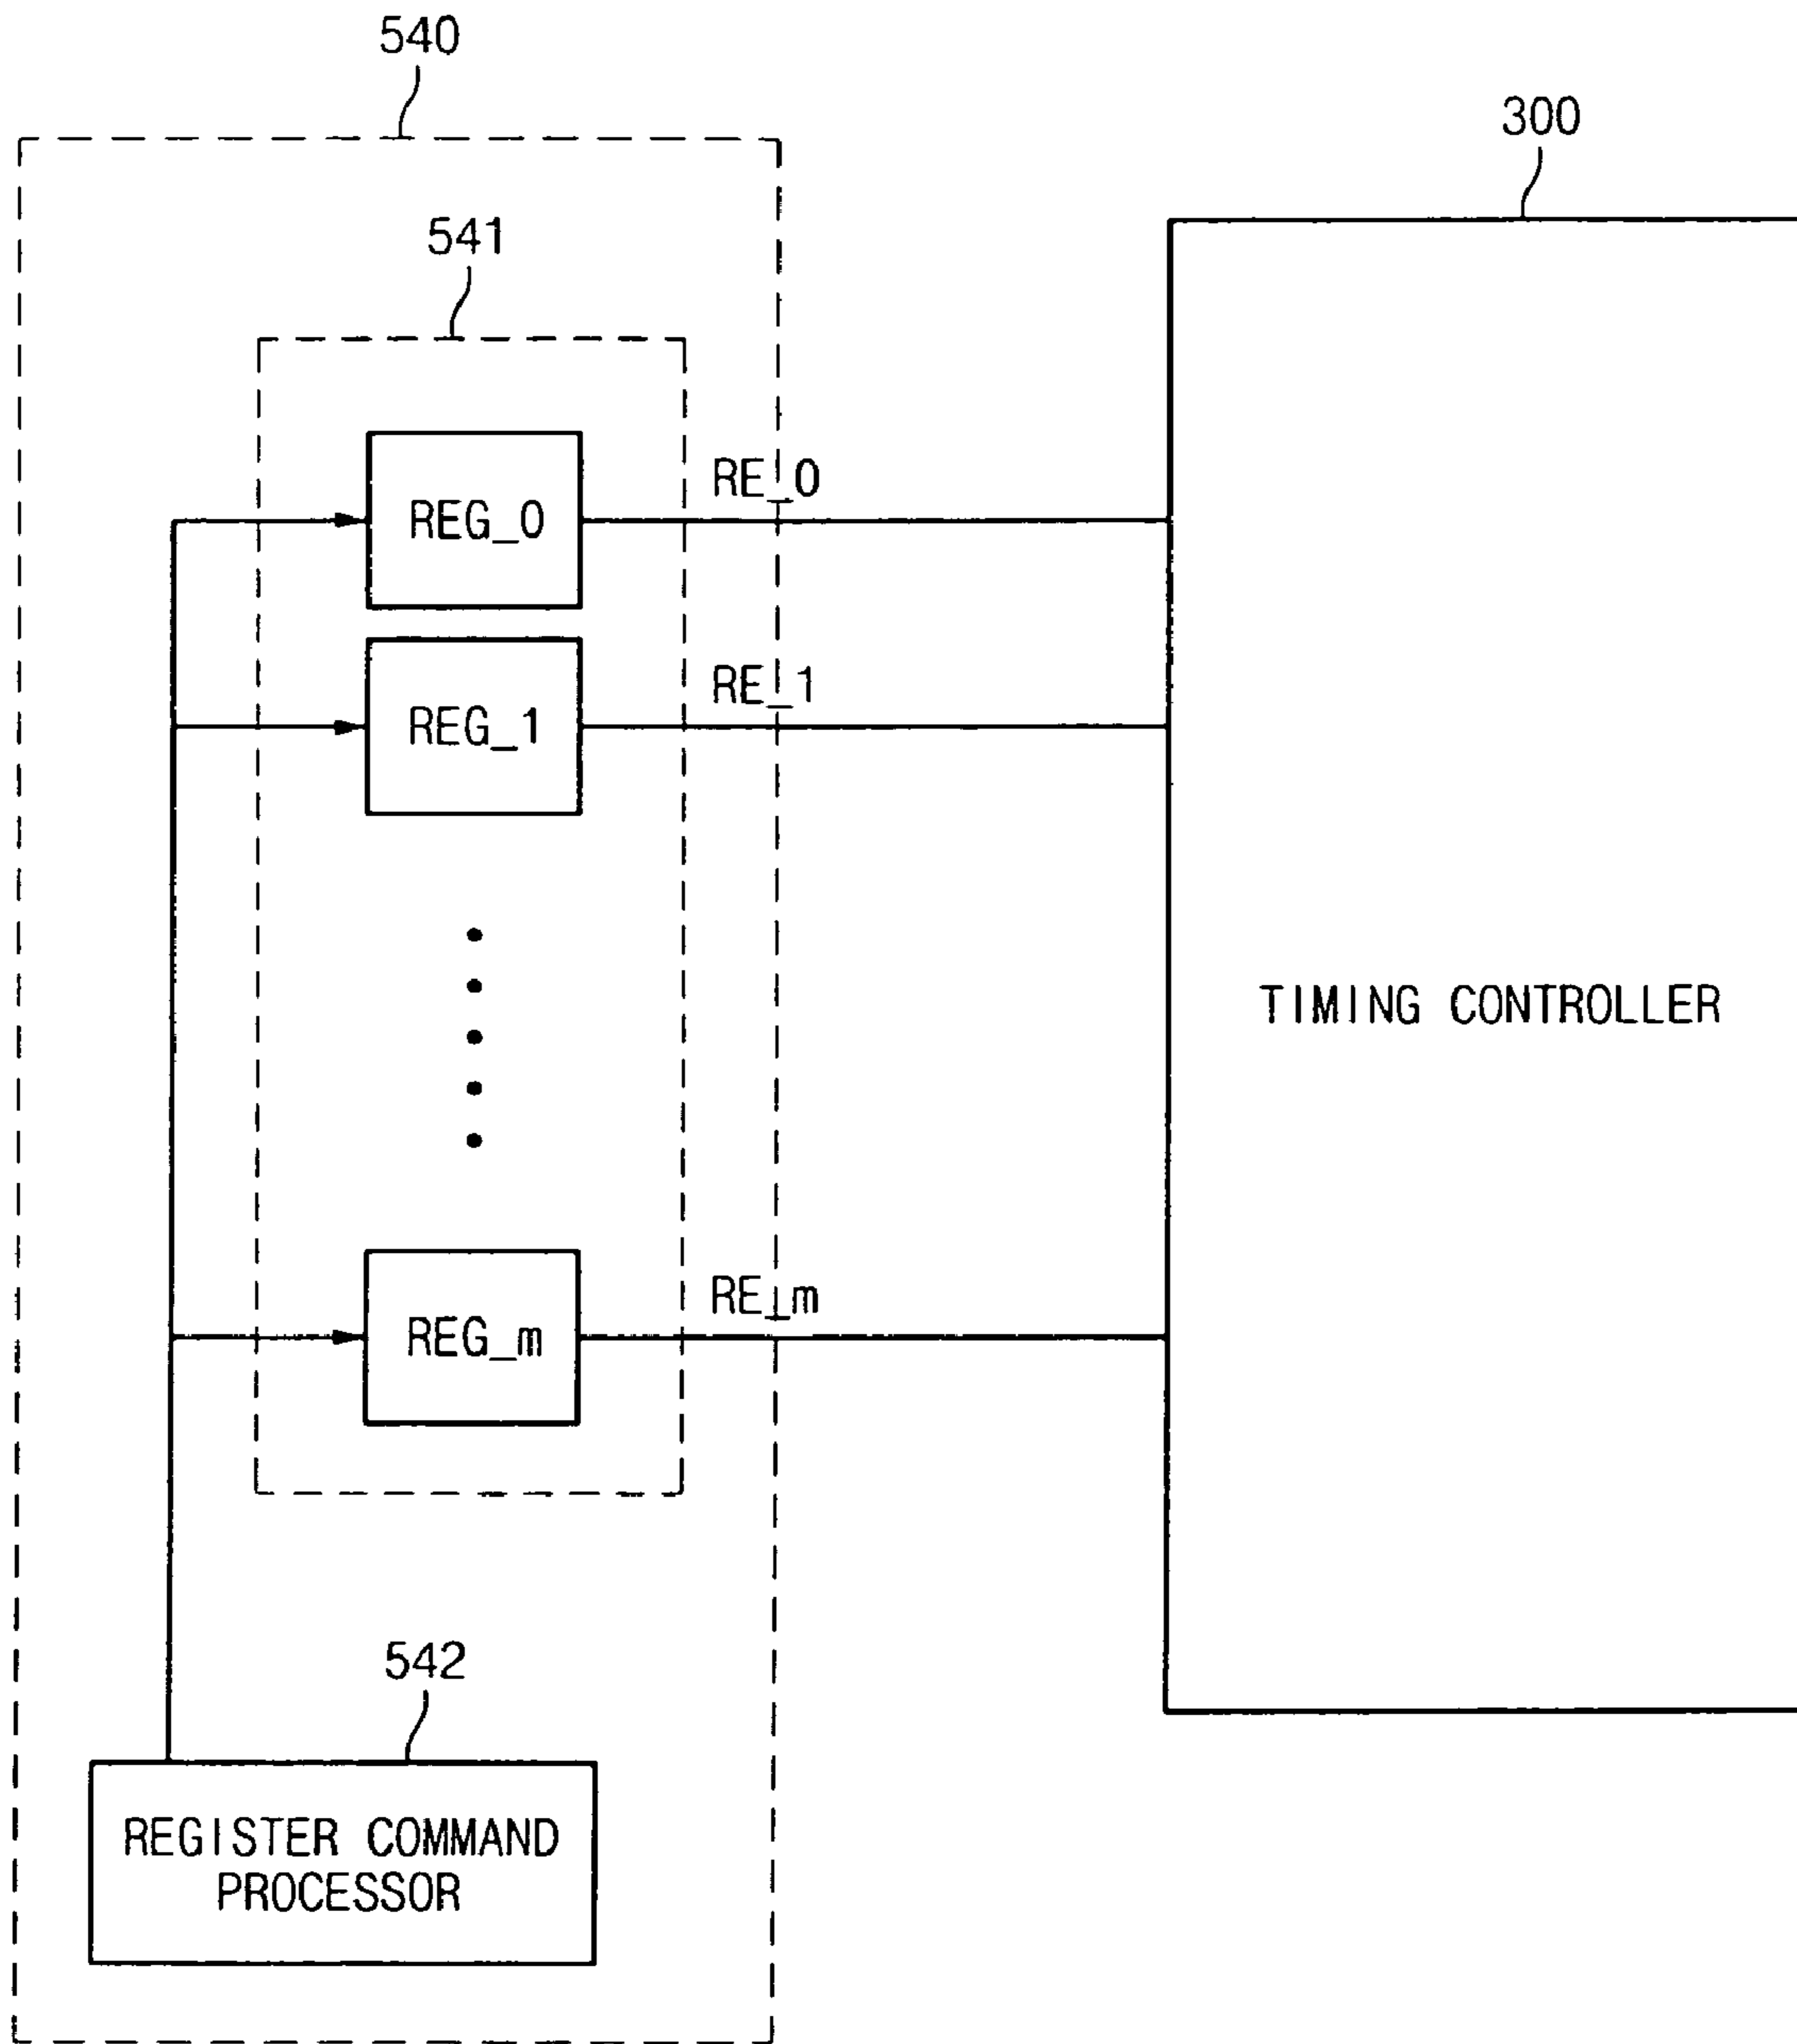 540
300
541
RE_0
REG_0
RE_1
REG_1
TIMING CONTROLLER
RE_m
REG_m
542
REGISTER COMMAND
PROCESSOR